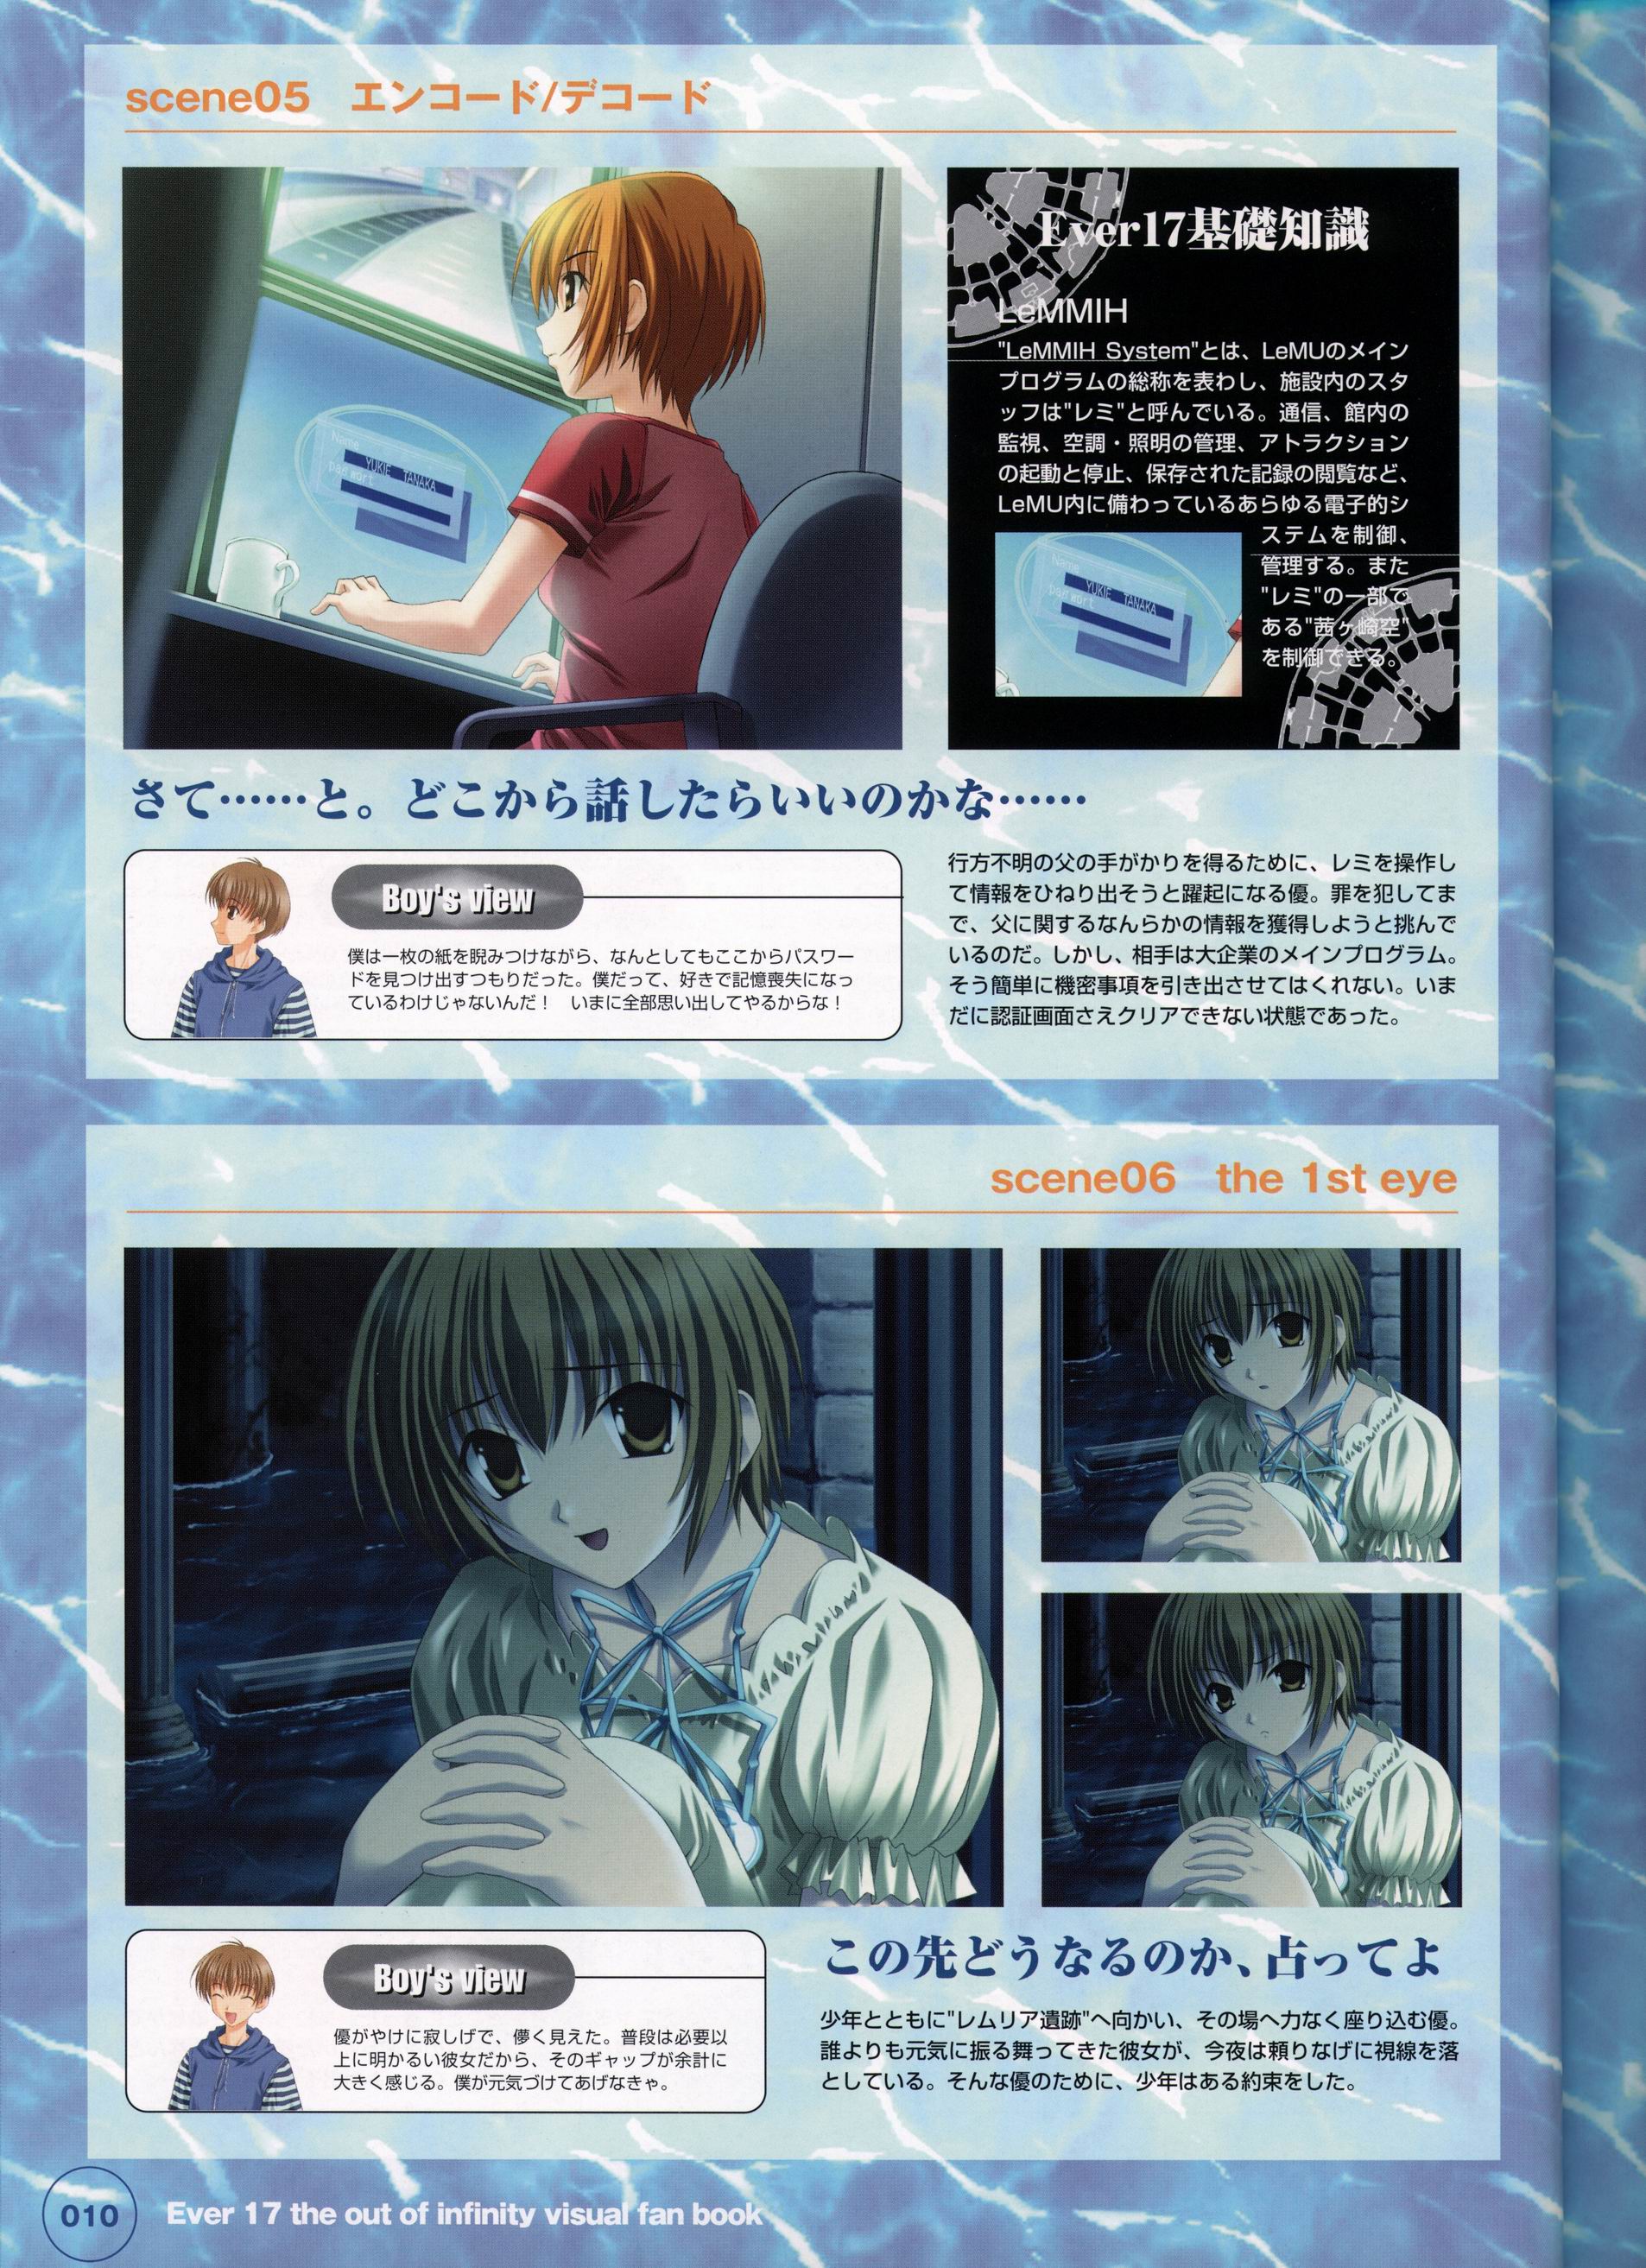 scene05 エンコード/デコード
Name
YUKIE TANAKA
Ever17基礎知識
LeMMIH
"LeMMIH System"とは、LeMUのメイン
プログラムの総称を表わし、施設内のスタ
ッフは"レミ"と呼んでいる。通信、館内の
監視、空調・照明の管理、アトラクション
の起動と停止、保存された記録の閲覧など、
LeMU内に備わっているあらゆる電子的シ
ステムを制御、
管理する。また
"レミ"の一部で
ある"茜ヶ崎空"
を制御できる。
Name
YUKIE TANAKA
さて……と。どこから話したらいいのかな……
Boy's view
僕は一枚の紙を睨みつけながら、なんとしてもここからパスワー
ドを見つけ出すつもりだった。僕だって、好きで記憶喪失になっ
ているわけじゃないんだ！ いまに全部思い出してやるからな！
行方不明の父の手がかりを得るために、レミを操作し
て情報をひねり出そうと躍起になる優。罪を犯してま
で、父に関するなんらかの情報を獲得しようと挑んで
いるのだ。しかし、相手は大企業のメインプログラム。
そう簡単に機密事項を引き出させてはくれない。いま
だに認証画面さえクリアできない状態であった。
scene06 the 1st eye
Boy's view
優がやけに寂しげで、儚く見えた。普段は必要以
上に明かるい彼女だから、そのギャップが余計に
大きく感じる。僕が元気づけてあげなきゃ。
この先どうなるのか、占ってよ
少年とともに"レムリア遺跡"へ向かい、その場へ力なく座り込む優。
誰よりも元気に振る舞ってきた彼女が、今夜は頼りなげに視線を落
としている。そんな優のために、少年はある約束をした。
010 Ever 17 the out of infinity visual fan book